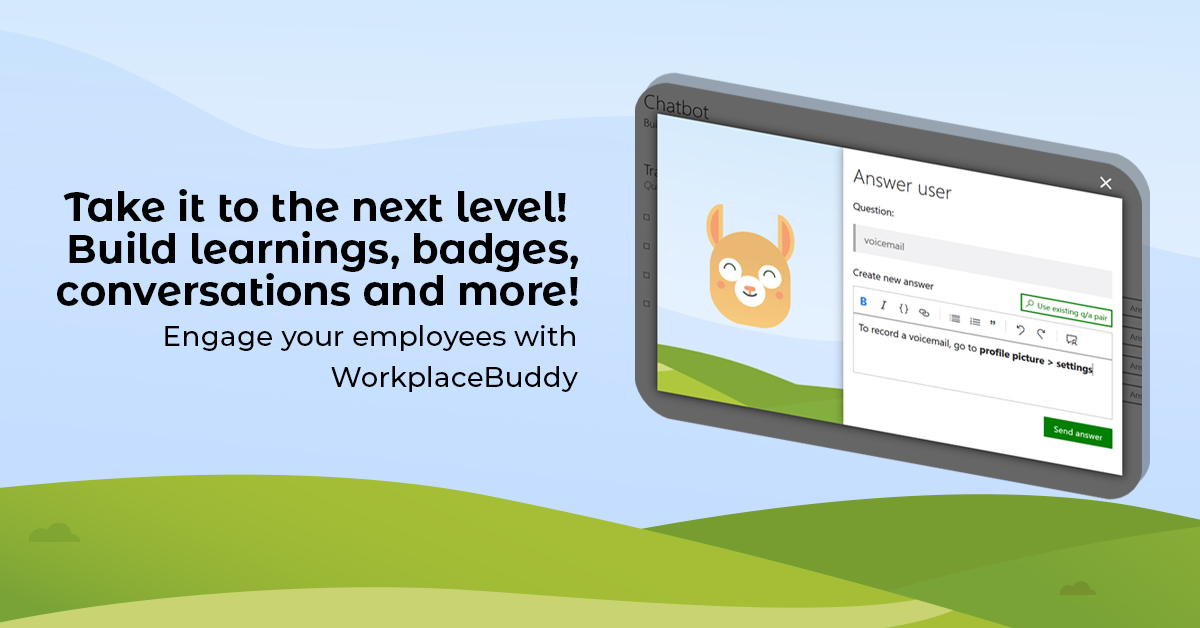 Take it to the next level!
Build learnings, badges,
conversations and more!
Engage your employees with
WorkplaceBuddy
Chatbot
Answer user
Question:
voicemail
Create new answer
Use existing q/a pair
B I { } "
To record a voicemail, go to profile picture > settings
Send answer